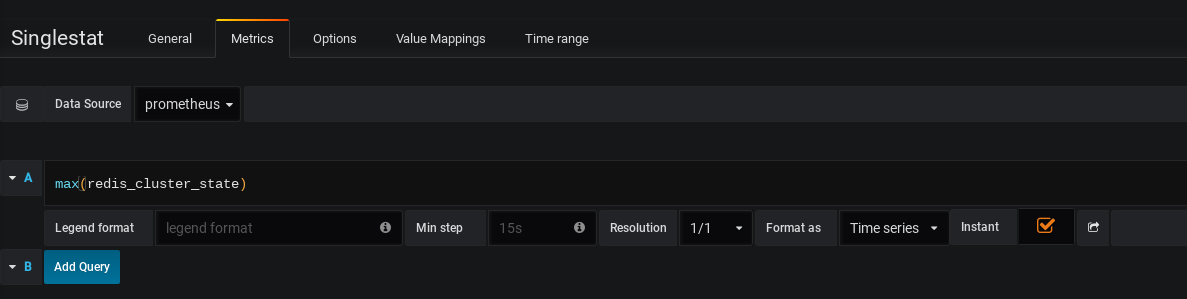 Singlestat General Metrics Options Value Mappings Time range
Data Source prometheus
A max(redis_cluster_state)
Legend format legend format Min step 15s Resolution 1/1 Format as Time series Instant
B Add Query